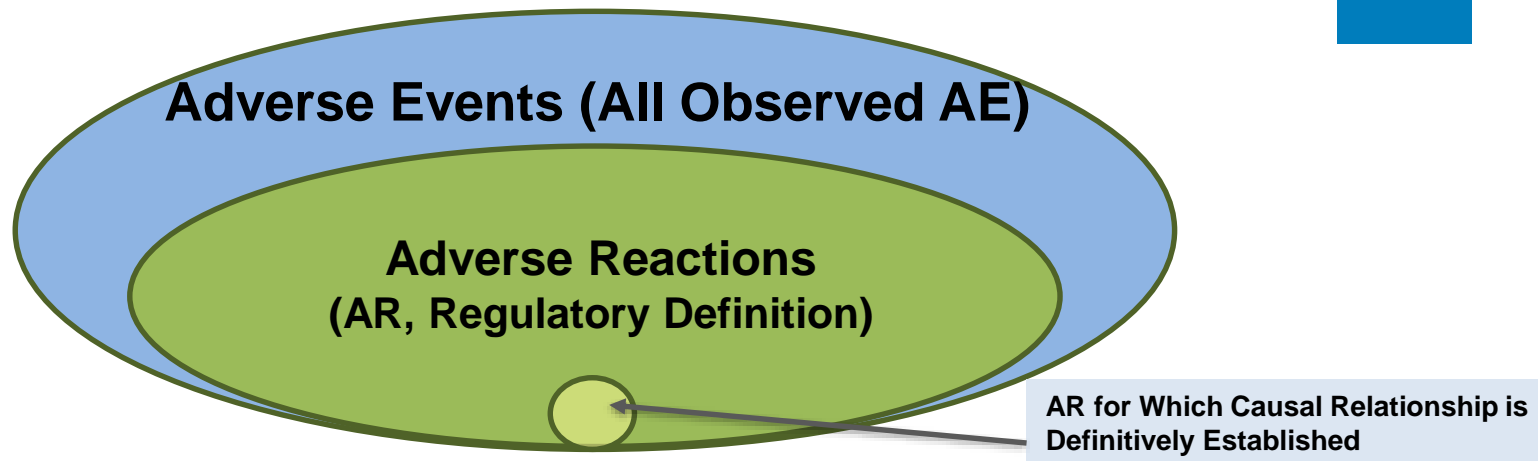 Adverse Events (All Observed AE)
Adverse Reactions
(AR, Regulatory Definition)
AR for Which Causal Relationship is
Definitively Established